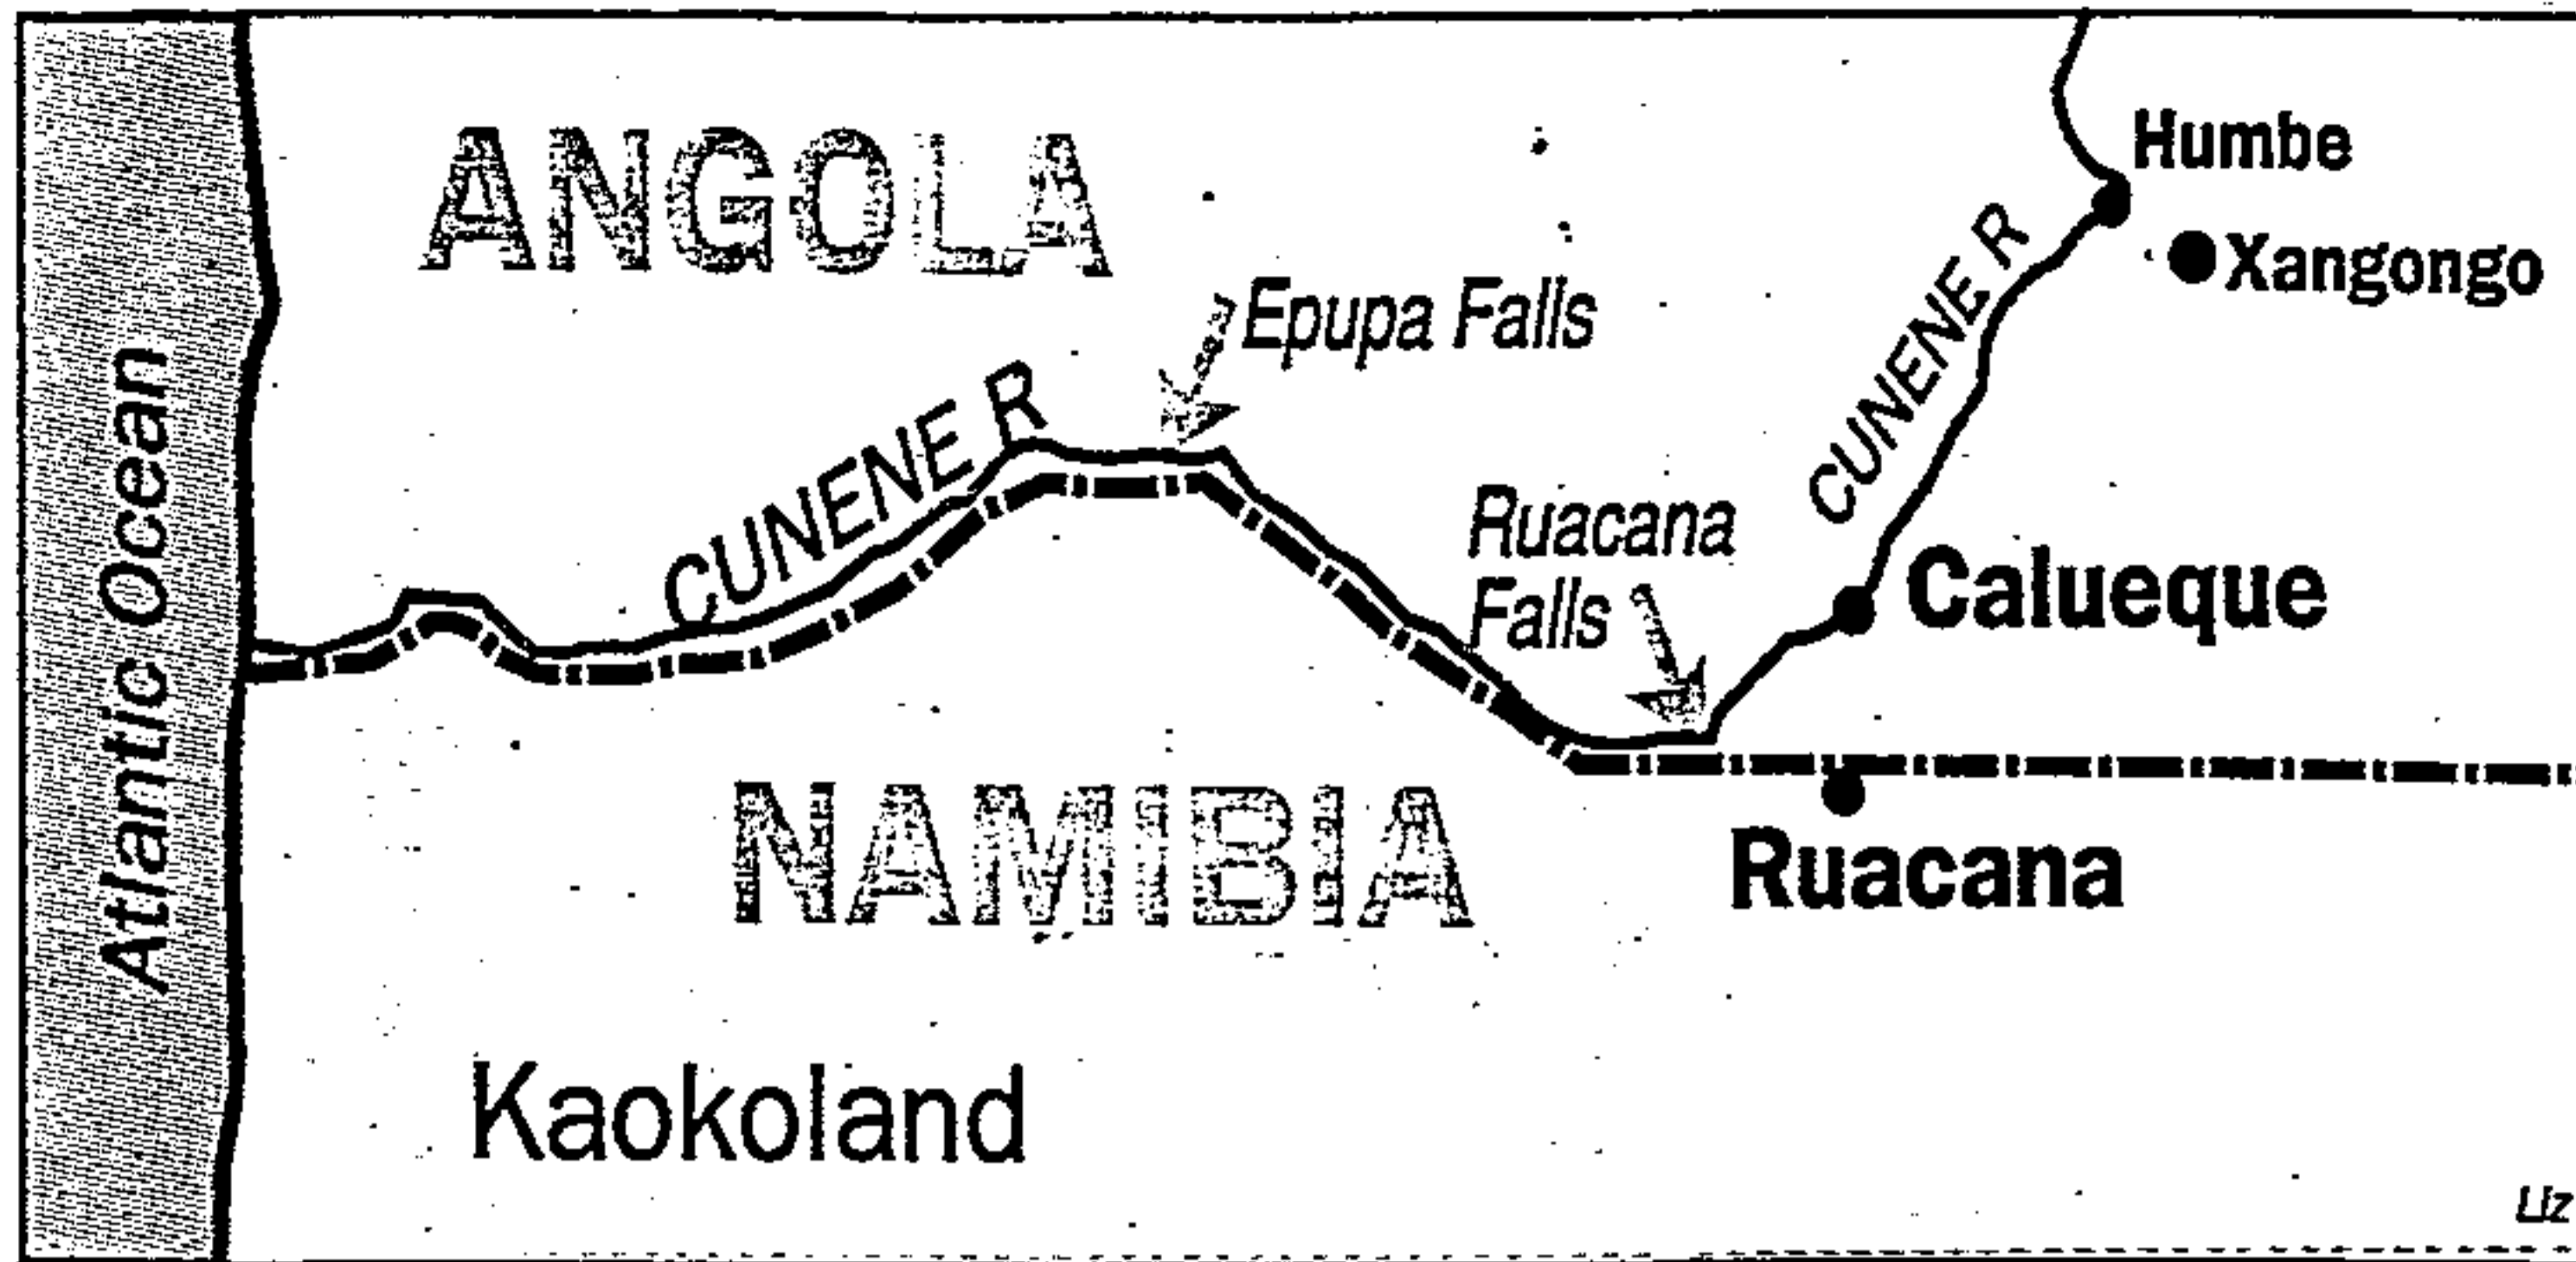 ANGOLA
Humbe
Xangongo
Epupa Falls
CUNENE R
CUNENE R
Ruacana
Falls
Calueque
Atlantic Ocean
NAMIBIA
Ruacana
Kaokoland
Liz